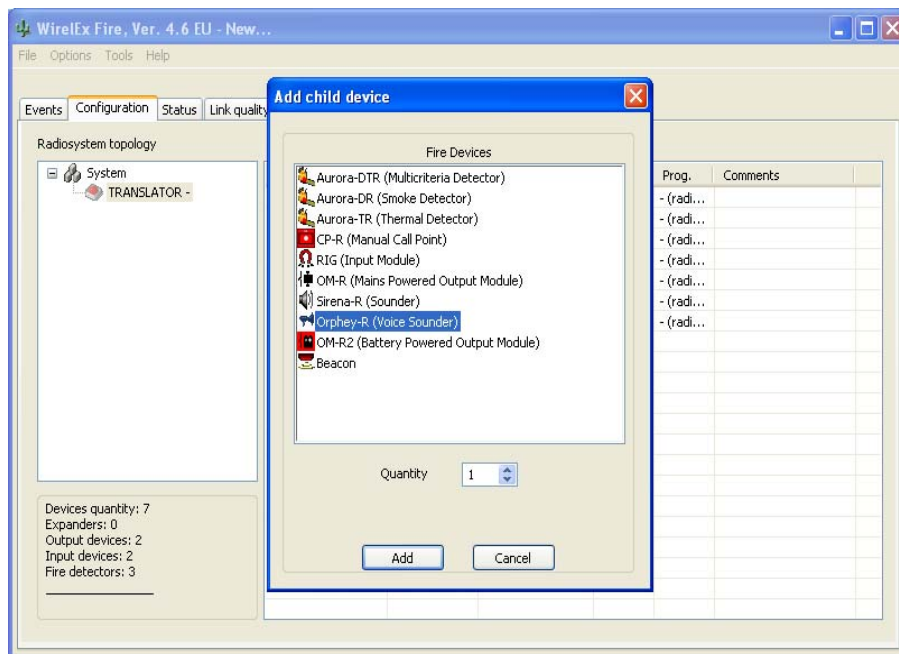 WirelEx Fire, Ver. 4.6 EU - New...
File Options Tools Help
Events Configuration Status Link quality
Radiosystem topology
System
TRANSLATOR -
Devices quantity: 7
Expanders: 0
Output devices: 2
Input devices: 2
Fire detectors: 3
Add child device
Fire Devices
Aurora-DTR (Multicriteria Detector)
Aurora-DR (Smoke Detector)
Aurora-TR (Thermal Detector)
CP-R (Manual Call Point)
RIG (Input Module)
OM-R (Mains Powered Output Module)
Sirena-R (Sounder)
Orphey-R (Voice Sounder)
OM-R2 (Battery Powered Output Module)
Beacon
Quantity 1
Add Cancel
Prog. Comments
- (radi...
- (radi...
- (radi...
- (radi...
- (radi...
- (radi...
- (radi...